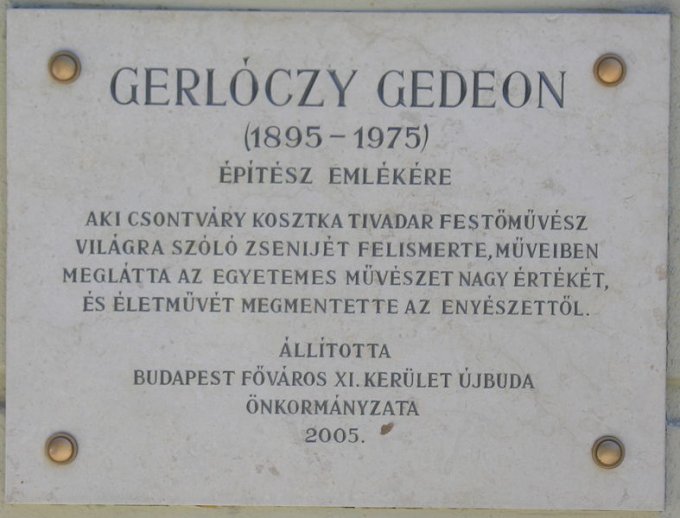 GERLÓCZY GEDEON
(1895 – 1975)
ÉPÍTÉSZ EMLÉKÉRE
AKI CSONTVÁRY KOSZTKA TIVADAR FESTŐMŰVÉSZ
VILÁGRA SZÓLÓ ZSENIJÉT FELISMERTE, MŰVEIBEN
MEGLÁTTA AZ EGYETEMES MŰVÉSZET NAGY ÉRTÉKÉT,
ÉS ÉLETMŰVÉT MEGMENTETTE AZ ENYÉSZETTŐL.
ÁLLÍTOTTA
BUDAPEST FŐVÁROS XI. KERÜLET ÚJBUDA
ÖNKORMÁNYZATA
2005.